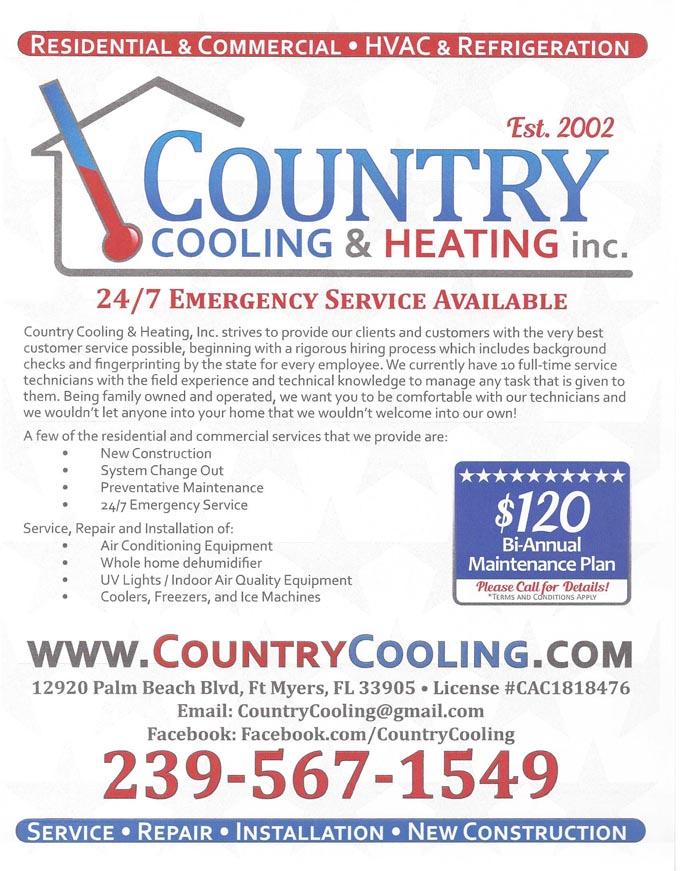 RESIDENTIAL & COMMERCIAL • HVAC & REFRIGERATION
Est. 2002
COUNTRY
COOLING & HEATING inc.
24/7 EMERGENCY SERVICE AVAILABLE
Country Cooling & Heating, Inc. strives to provide our clients and customers with the very best
customer service possible, beginning with a rigorous hiring process which includes background
checks and fingerprinting by the state for every employee. We currently have 10 full-time service
technicians with the field experience and technical knowledge to manage any task that is given to
them. Being family owned and operated, we want you to be comfortable with our technicians and
we wouldn't let anyone into your home that we wouldn't welcome into our own!
A few of the residential and commercial services that we provide are:
• New Construction
• System Change Out
• Preventative Maintenance
• 24/7 Emergency Service
Service, Repair and Installation of:
• Air Conditioning Equipment
• Whole home dehumidifier
• UV Lights / Indoor Air Quality Equipment
• Coolers, Freezers, and Ice Machines
$120
Bi-Annual
Maintenance Plan
Please Call for Details!
*TERMS AND CONDITIONS APPLY
WWW.COUNTRYCOOLING.COM
12920 Palm Beach Blvd, Ft Myers, FL 33905 • License #CAC1818476
Email: CountryCooling@gmail.com
Facebook: Facebook.com/CountryCooling
239-567-1549
SERVICE • REPAIR • INSTALLATION • NEW CONSTRUCTION